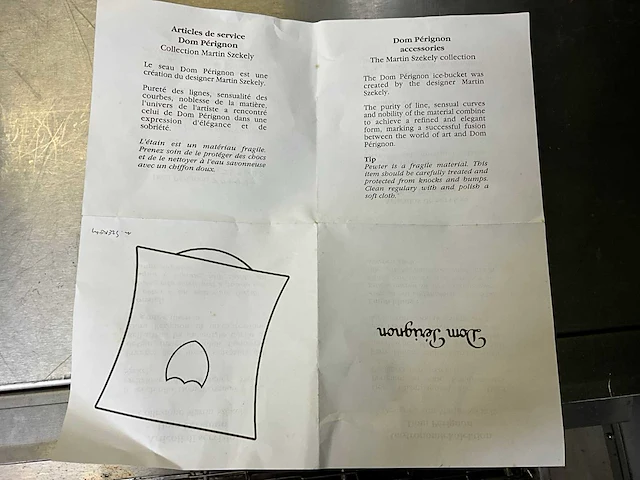 Articles de service
Dom Pérignon
Collection Martin Szekely
Le seau Dom Pérignon est une
création du designer Martin Szekely.
Pureté des lignes, sensualité des
courbes, noblesse de la matière,
l'univers de l'artiste a rencontré
celui de Dom Pérignon dans une
expression d'élégance et de
sobriété.
L'étain est un matériau fragile.
Prenez soin de le protéger des chocs
et de le nettoyer à l'eau savonneuse
avec un chiffon doux.
Dom Pérignon
accessories
The Martin Szekely collection
The Dom Pérignon ice-bucket was
created by the designer Martin
Szekely.
The purity of line, sensual curves
and nobility of the material combine
to achieve a refined and elegant
form, marking a successful fusion
between the world of art and Dom
Pérignon.
Tip
Pewter is a fragile material. This
item should be carefully treated and
protected from knocks and bumps.
Clean regulary with and polish a
soft cloth.
Dom Pérignon